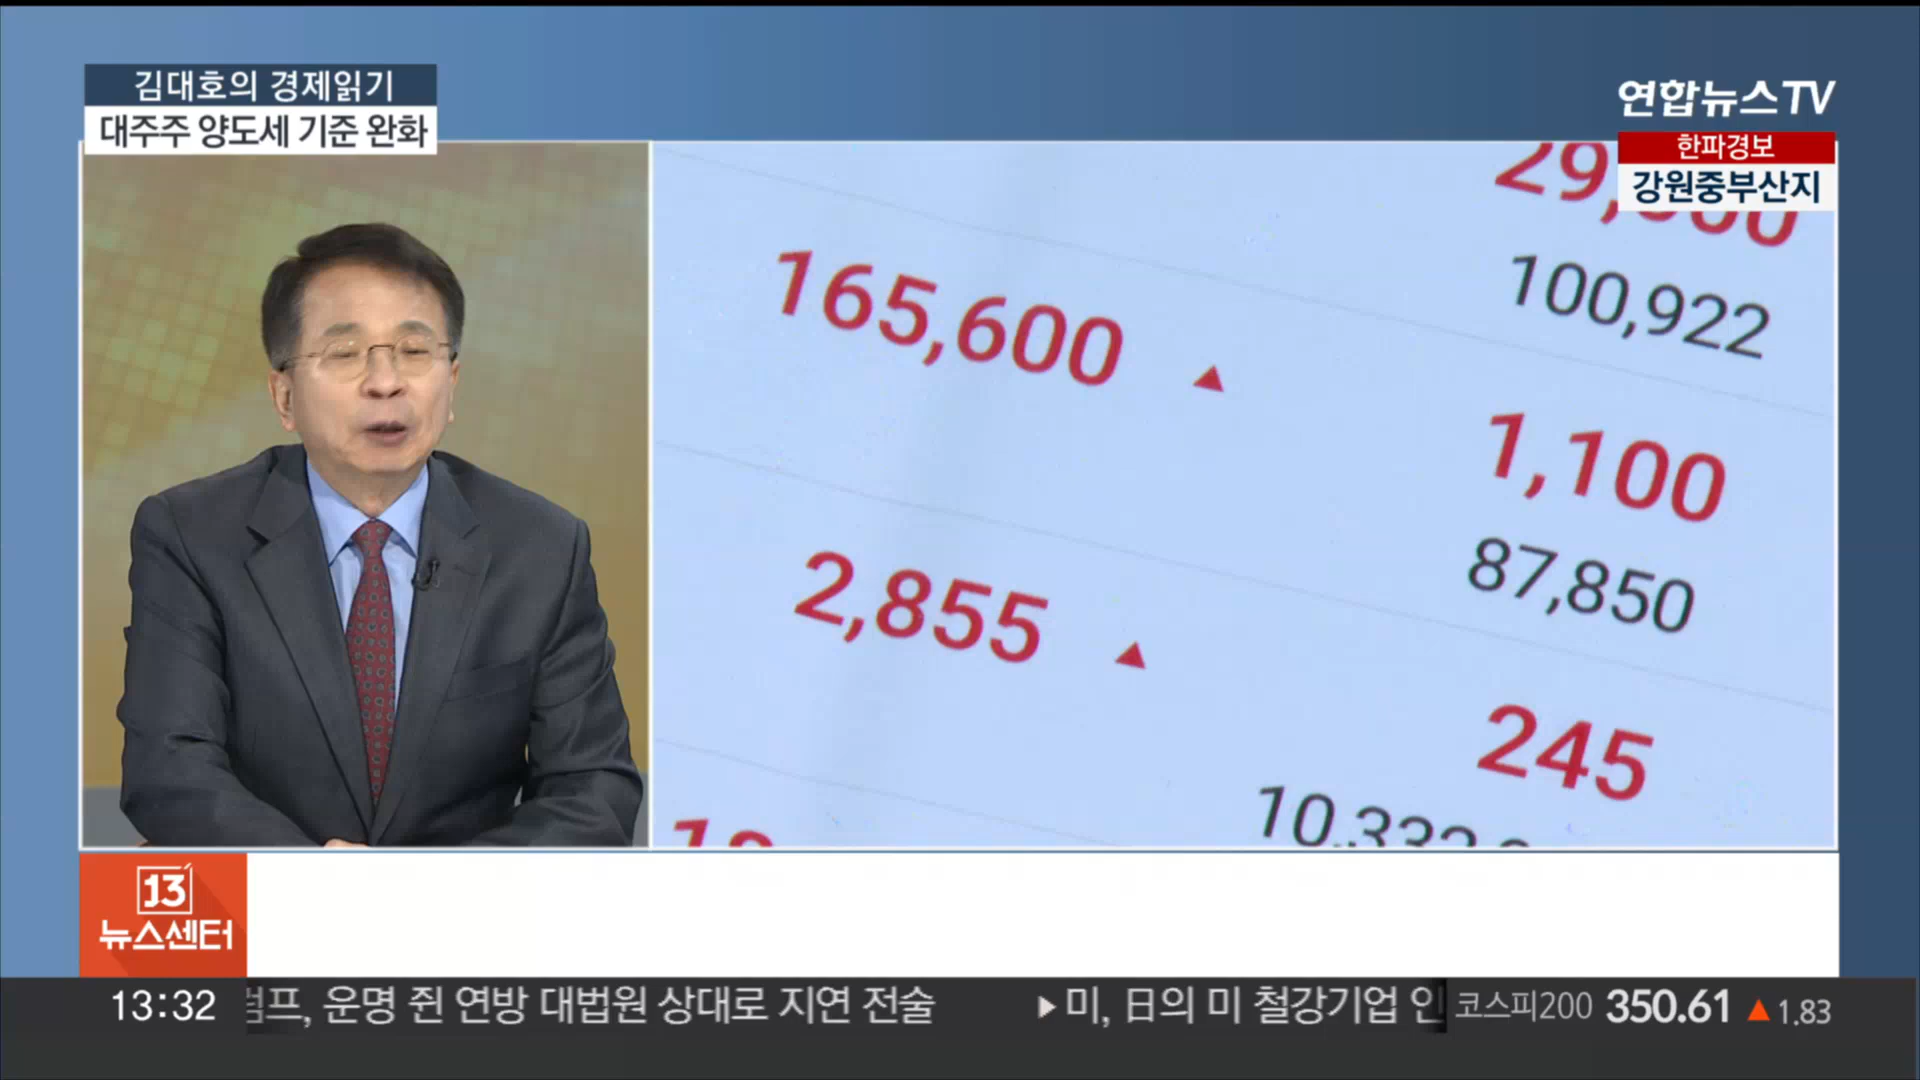 김대호의 경제읽기
대주주 양도세 기준 완화
연합뉴스TV
한파경보
강원중부산지
165,600 ▲
100,922
1,100
87,850
2,855 ▲
245
13
뉴스센터
13:32
럼프, 운명 쥔 연방 대법원 상대로 지연 전술 ▶미, 日의 미 철강기업 인
코스피200 350.61 ▲1.83